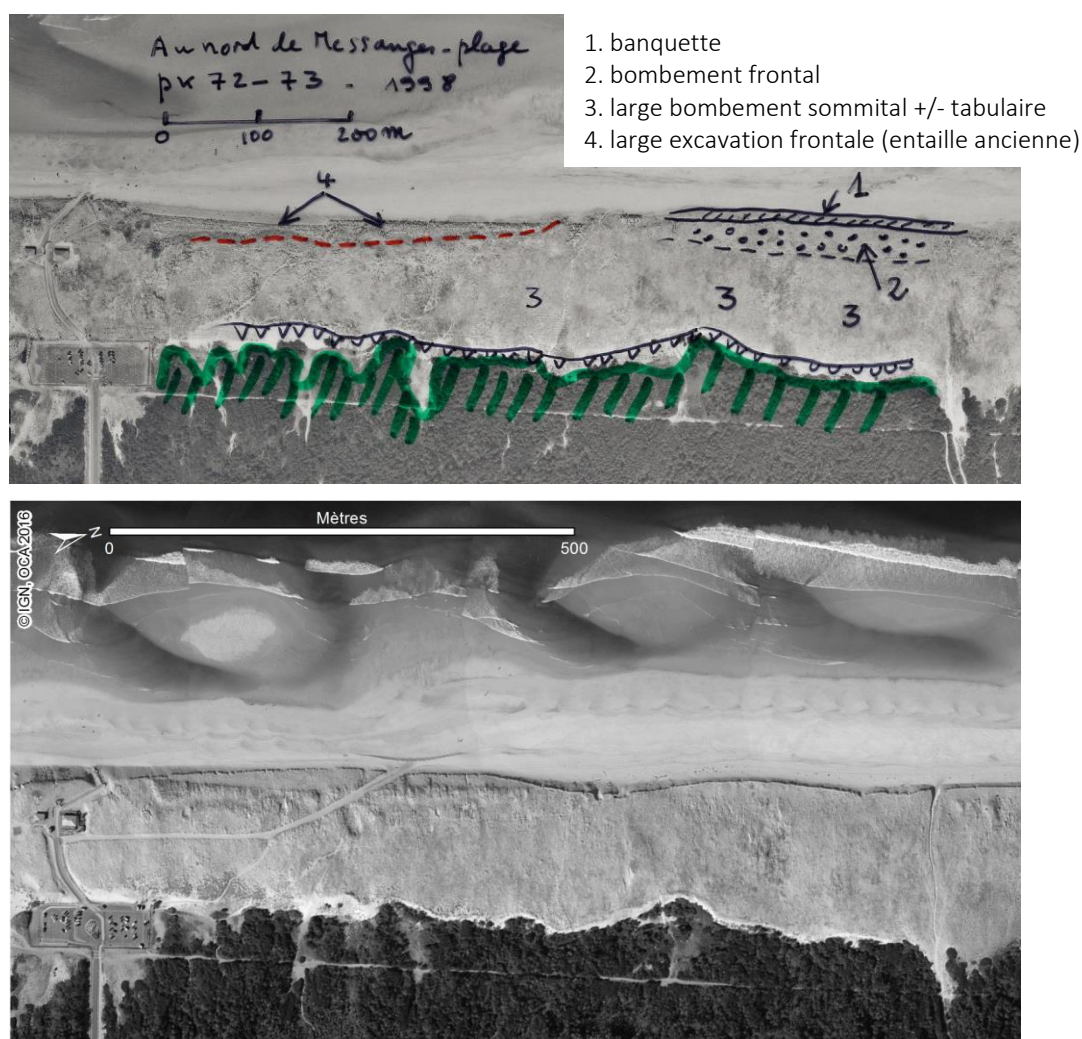 Au nord de Messanges-plage
pk 72-73 . 1998
0 100 200m
1. banquette
2. bombement frontal
3. large bombement sommital +/- tabulaire
4. large excavation frontale (entaille ancienne)
4
1
2
3
3
3
© IGN, OCA2016
N
Mètres
0 500